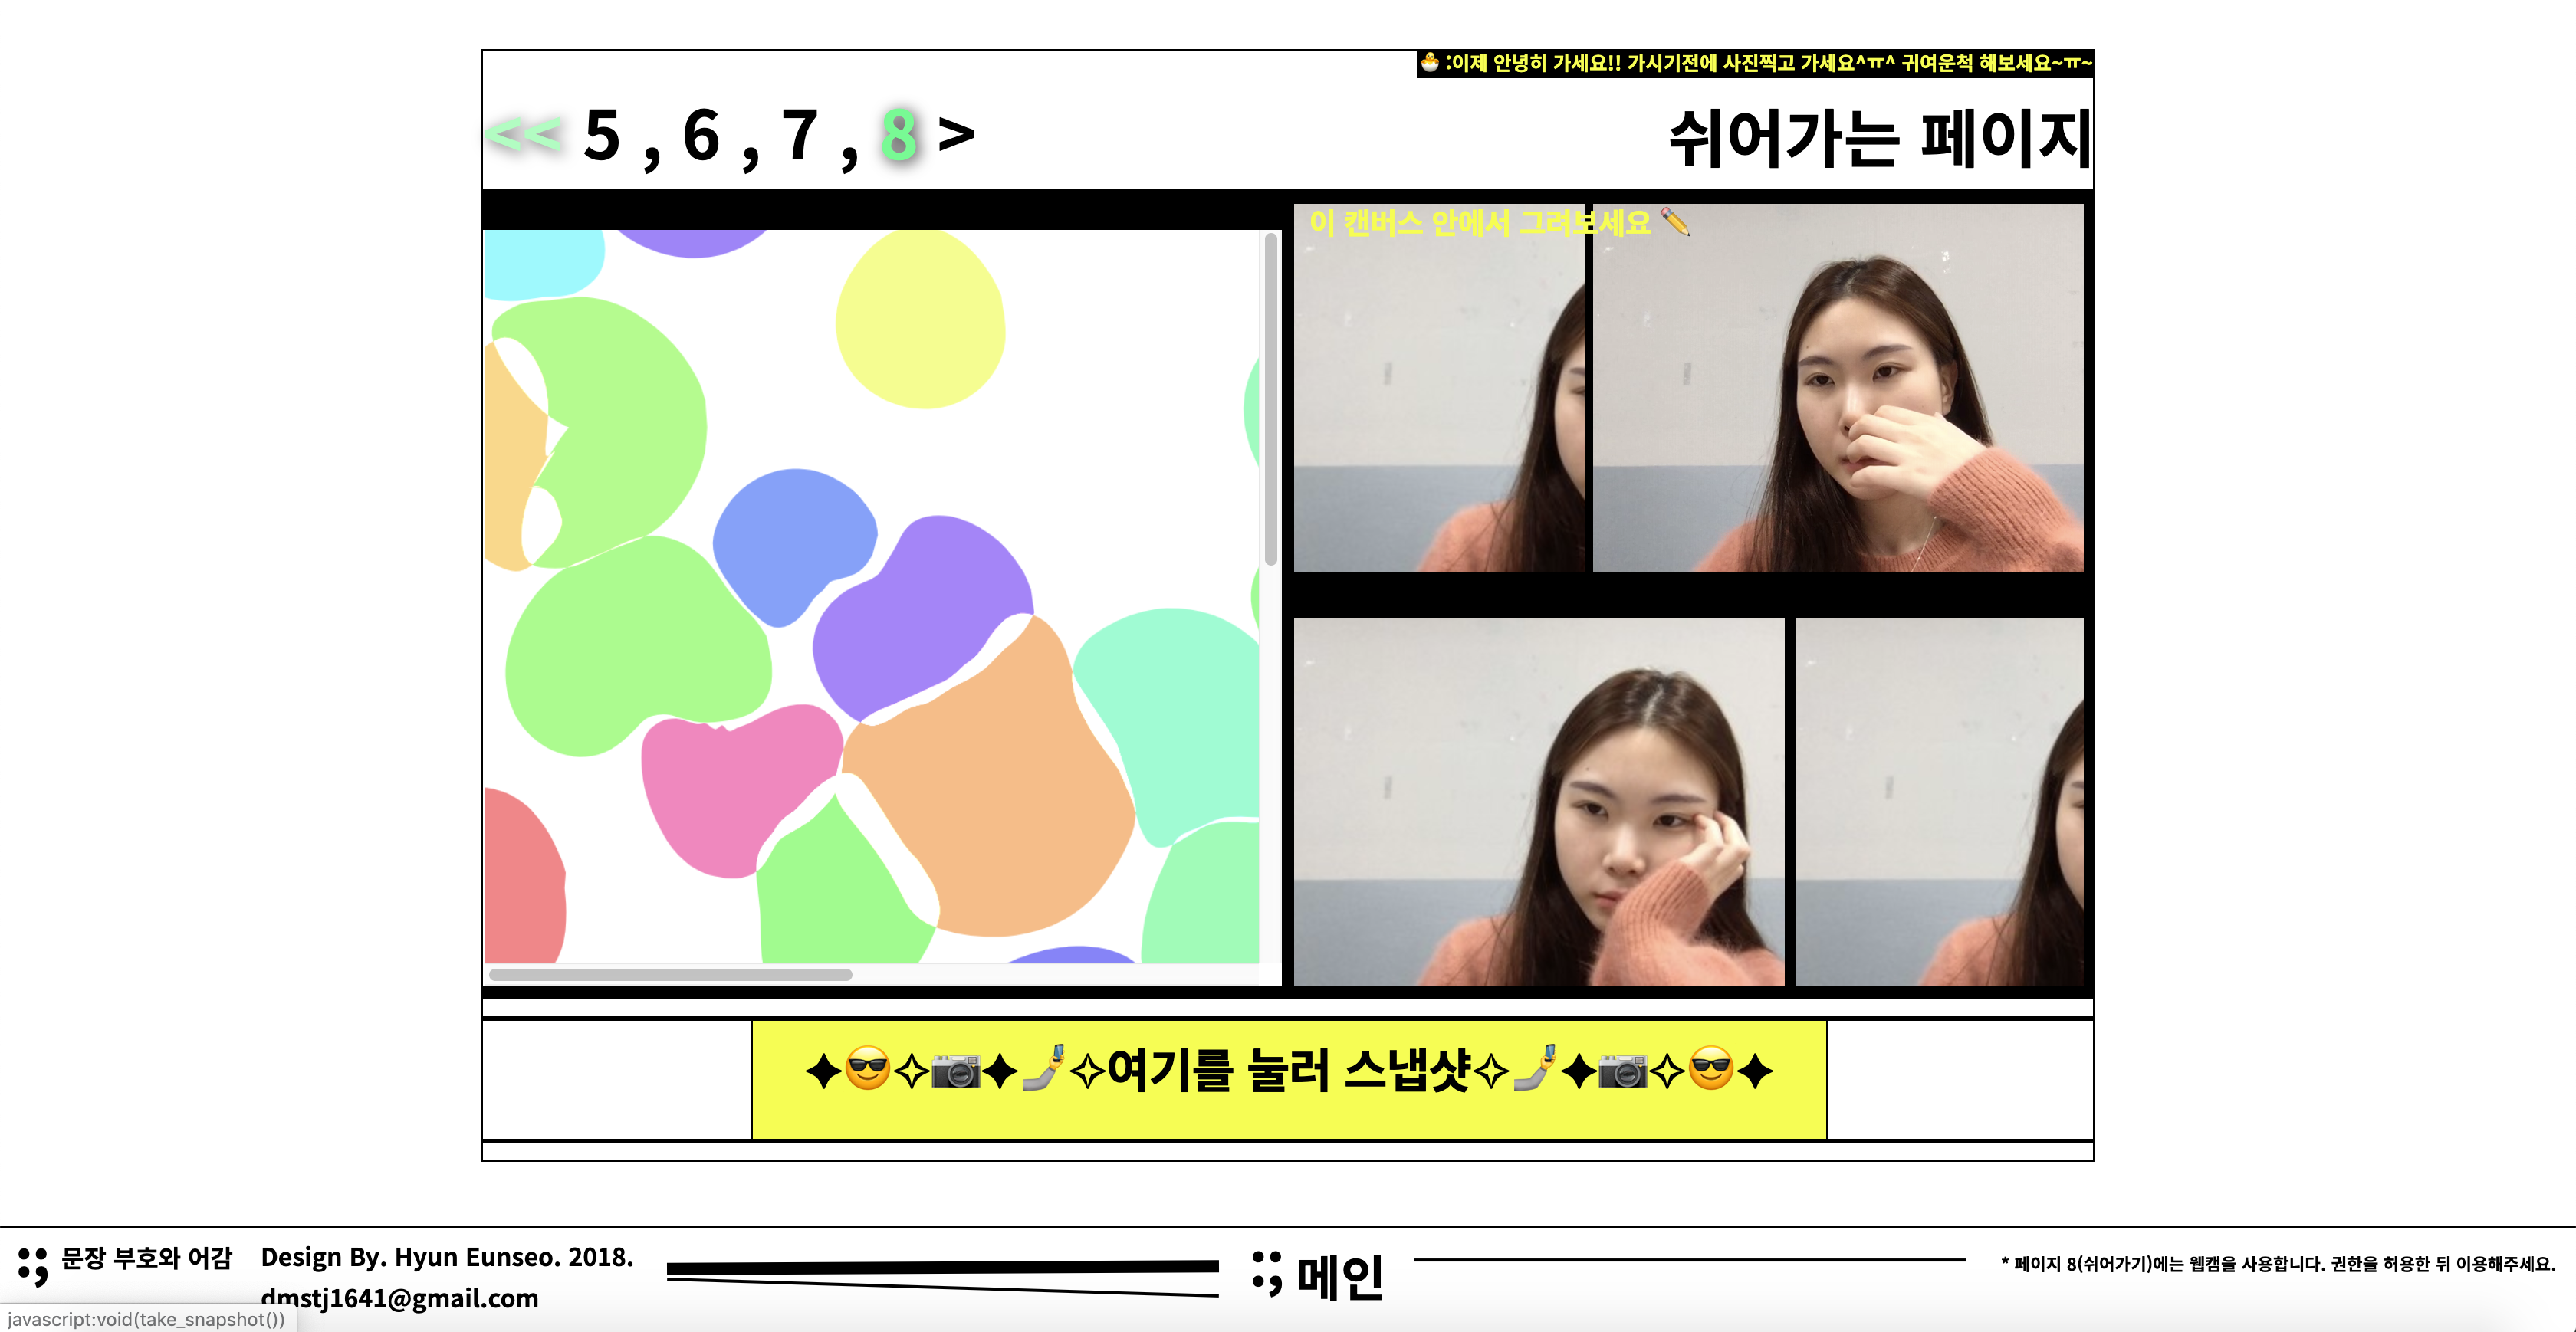 🐣 :이제 안녕히 가세요!! 가시기전에 사진찍고 가세요^ㅠ^ 귀여운척 해보세요~ㅠ~
<< 5 , 6 , 7 , 8 >
쉬어가는 페이지
이 캔버스 안에서 그려보세요 ✏️
✦😎✧📷✦🤳✧여기를 눌러 스냅샷✧🤳✦📷✧😎✦
문장 부호와 어감
Design By. Hyun Eunseo. 2018.
dmstj1641@gmail.com
메인
* 페이지 8(쉬어가기)에는 웹캠을 사용합니다. 권한을 허용한 뒤 이용해주세요.
javascript:void(take_snapshot())